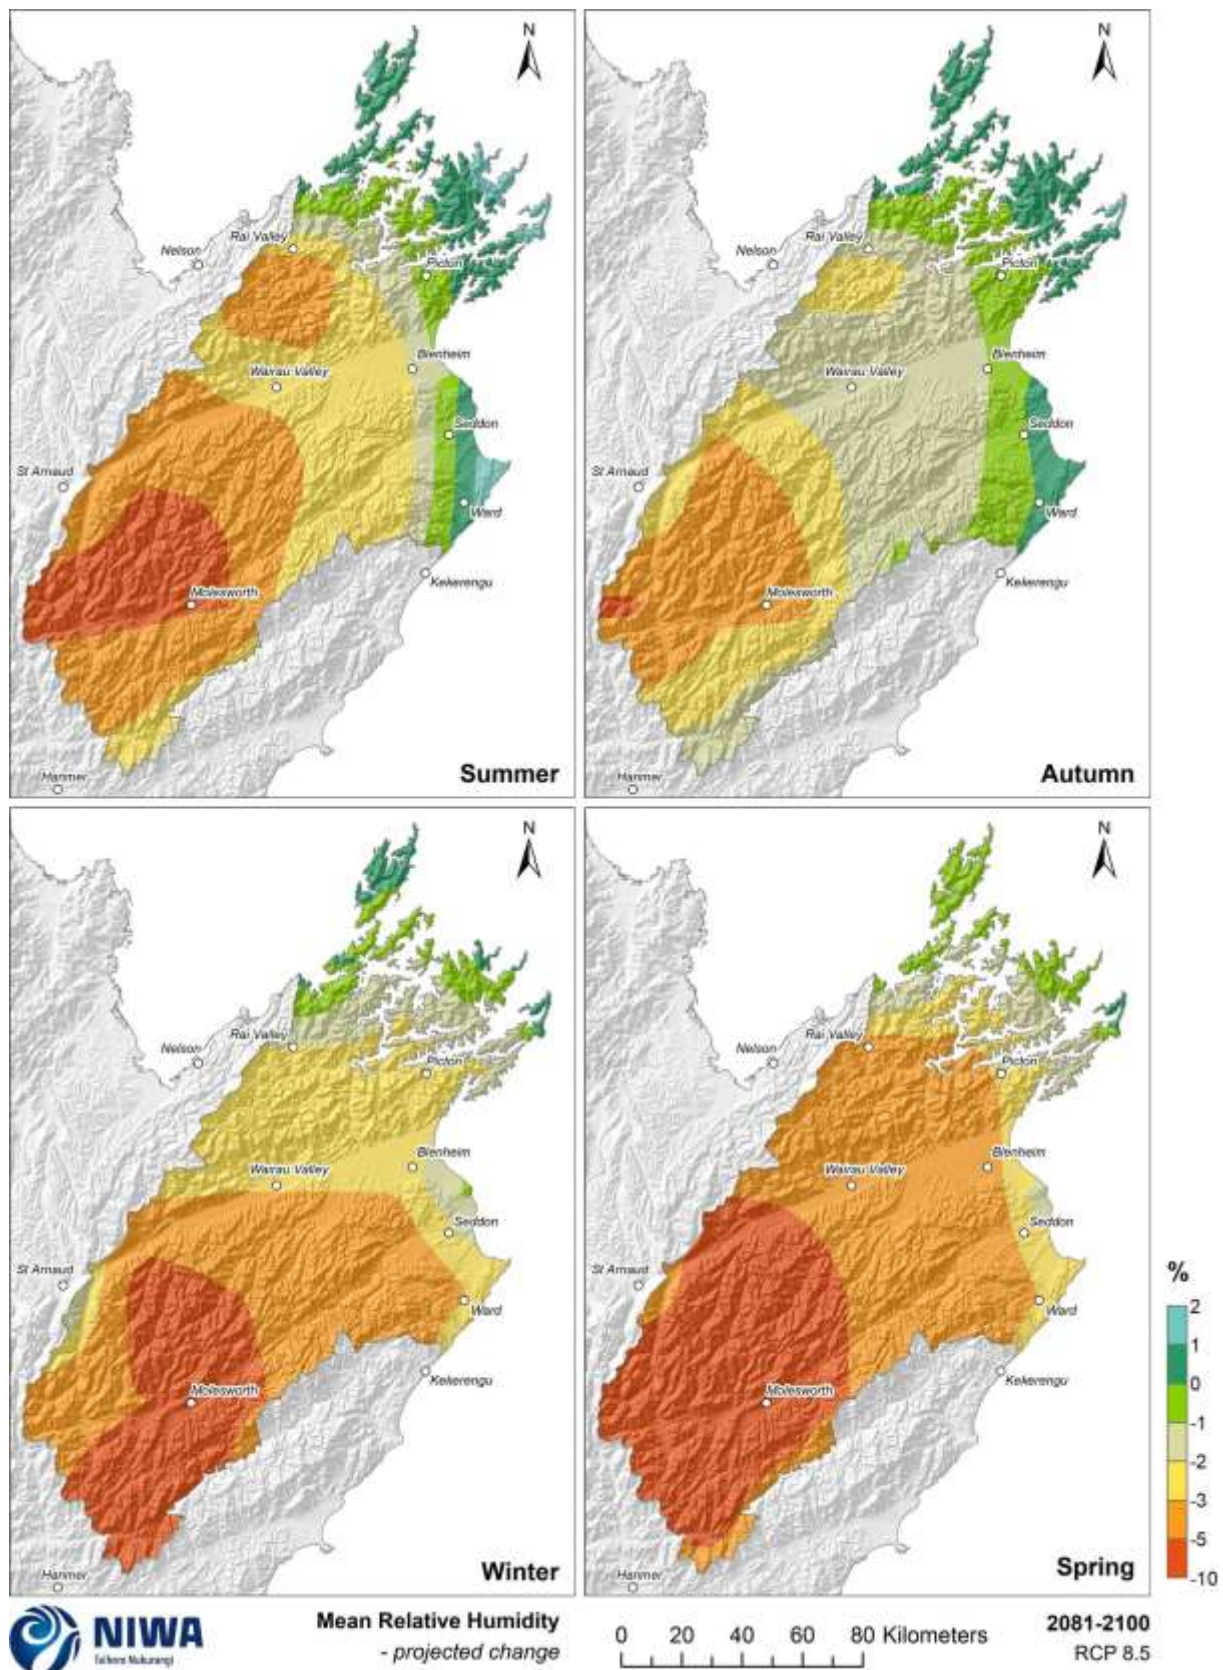 N
Rai Valley
Nelson
Picton
Blenheim
Wairau Valley
Seddon
St Arnaud
Ward
Kekerengu
Molesworth
Summer
Hanmer
N
Rai Valley
Nelson
Picton
Blenheim
Wairau Valley
Seddon
St Arnaud
Ward
Kekerengu
Molesworth
Autumn
Hanmer
N
Rai Valley
Nelson
Picton
Blenheim
Wairau Valley
Seddon
St Arnaud
Ward
Kekerengu
Molesworth
Winter
Hanmer
N
Rai Valley
Nelson
Picton
Blenheim
Wairau Valley
Seddon
St Arnaud
Ward
Kekerengu
Molesworth
Spring
Hanmer
%
2
1
0
-1
-2
-3
-5
-10
NIWA
Taihoro Nukurangi
Mean Relative Humidity
- projected change
0 20 40 60 80 Kilometers
2081-2100
RCP 8.5